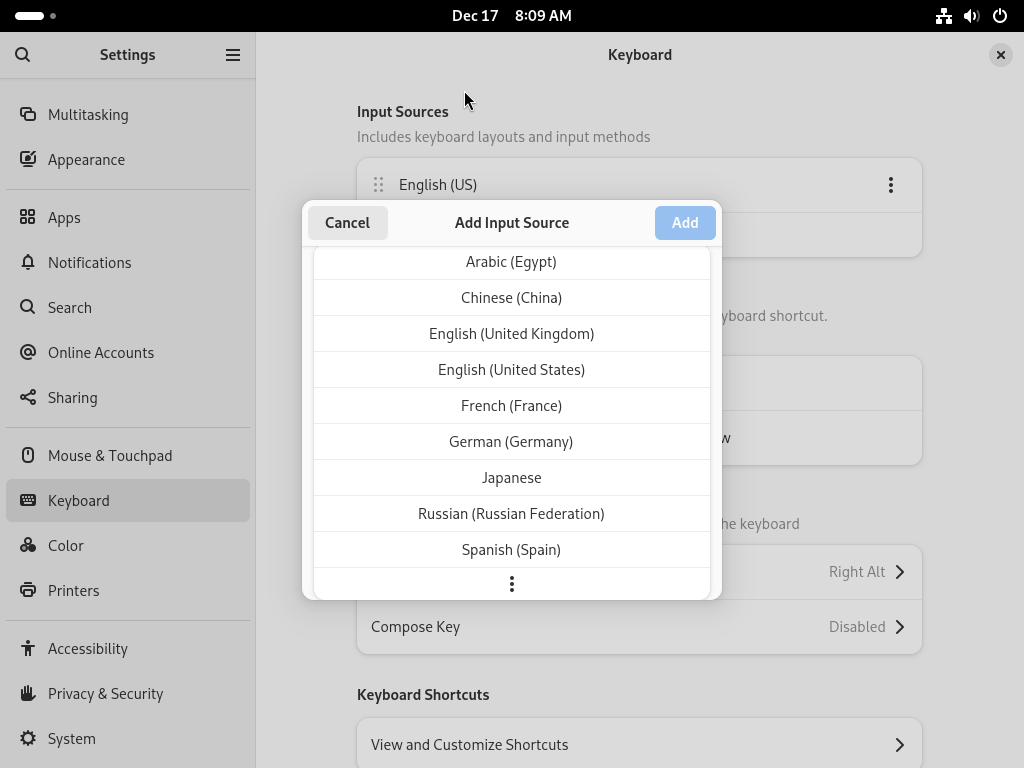 Dec 17 8:09 AM
Settings
Keyboard
Multitasking
Appearance
Apps
Notifications
Search
Online Accounts
Sharing
Mouse & Touchpad
Keyboard
Color
Printers
Accessibility
Privacy & Security
System
Input Sources
Includes keyboard layouts and input methods
English (US)
Cancel
Add Input Source
Add
Arabic (Egypt)
Chinese (China)
English (United Kingdom)
English (United States)
French (France)
German (Germany)
Japanese
Russian (Russian Federation)
Spanish (Spain)
shortcut.
he keyboard
Right Alt
Compose Key
Disabled
Keyboard Shortcuts
View and Customize Shortcuts